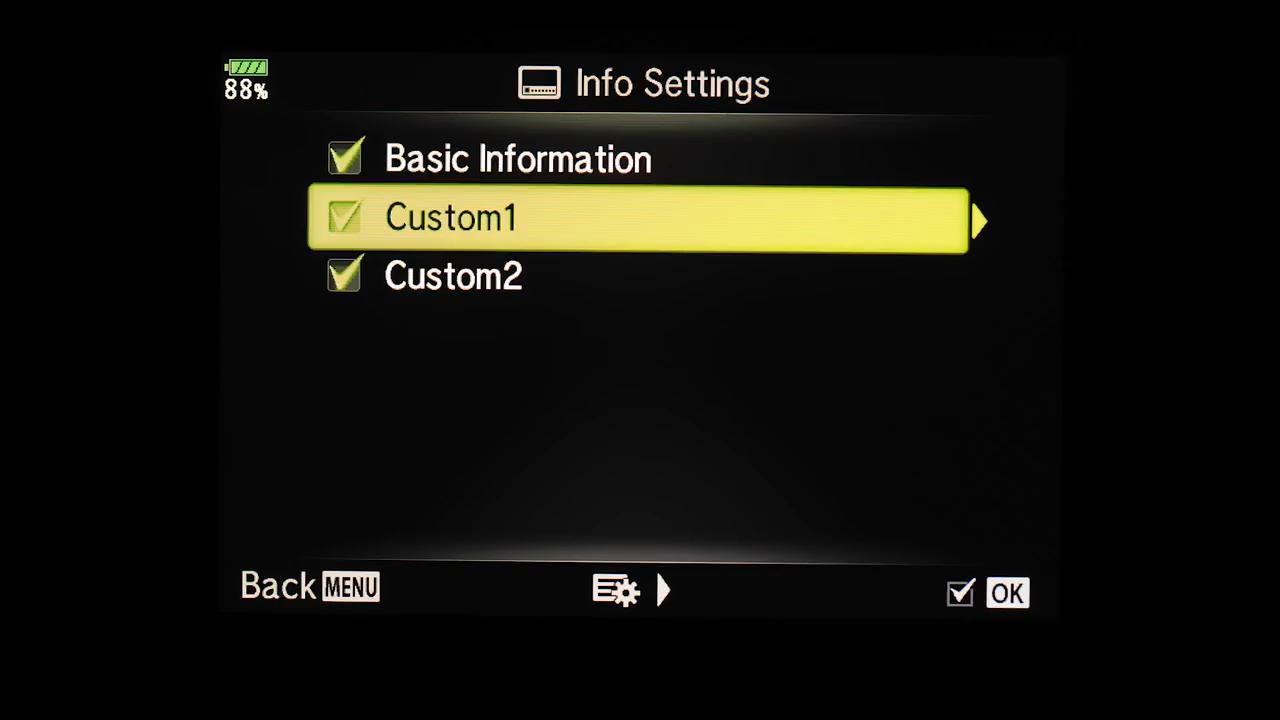 88%
Info Settings
Basic Information
Custom1
Custom2
Back MENU
OK